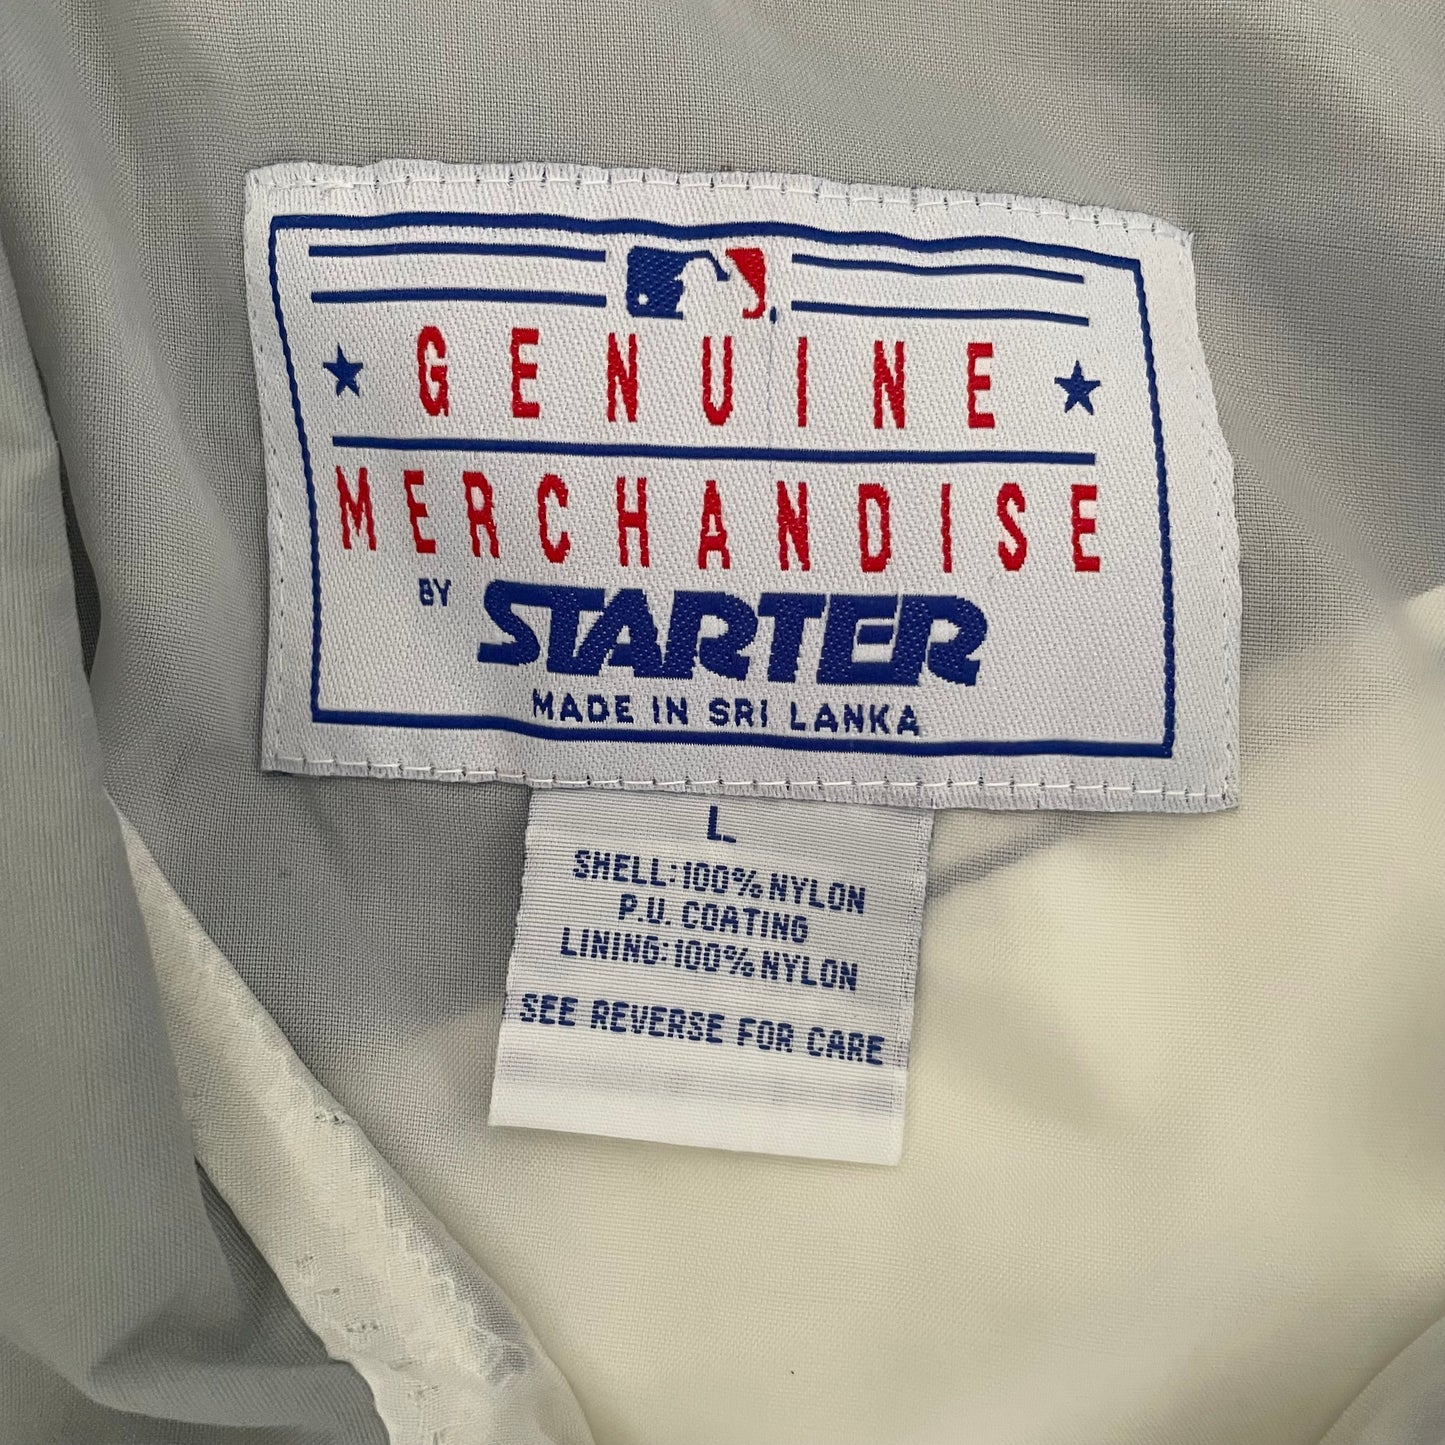 GENUINE
MERCHANDISE
BY STARTER
MADE IN SRI LANKA
L
SHELL:100% NYLON
P.U. COATING
LINING:100% NYLON
SEE REVERSE FOR CARE